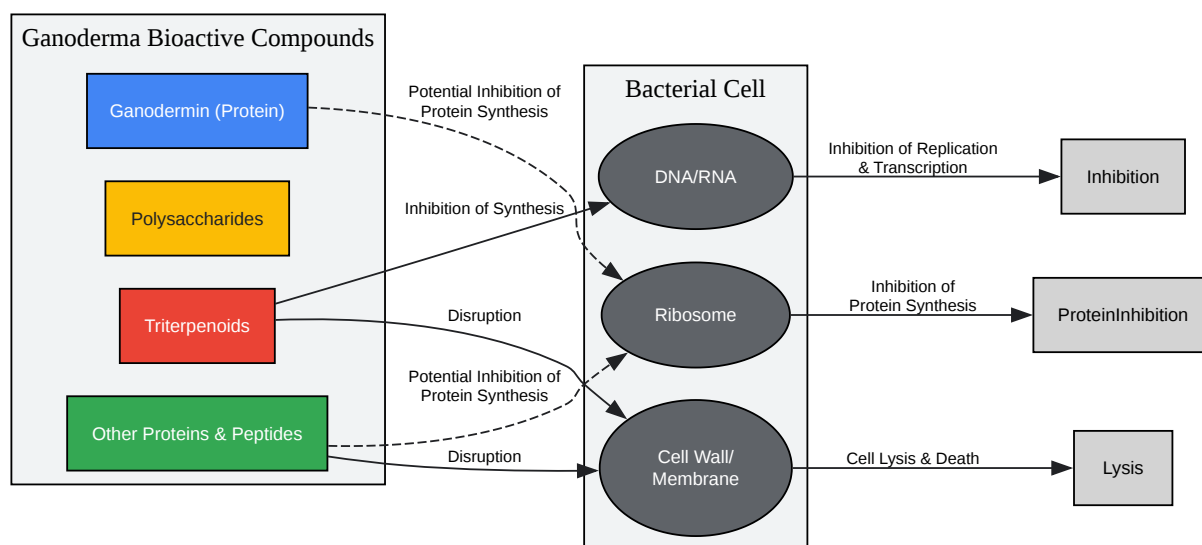 Ganoderma Bioactive Compounds
Ganodermin (Protein)
Polysaccharides
Triterpenoids
Other Proteins & Peptides
Potential Inhibition of
Protein Synthesis
Inhibition of Synthesis
Disruption
Potential Inhibition of
Protein Synthesis
Disruption
Bacterial Cell
DNA/RNA
Ribosome
Cell Wall/
Membrane
Inhibition of Replication
& Transcription
Inhibition of
Protein Synthesis
Cell Lysis & Death
Inhibition
ProteinInhibition
Lysis